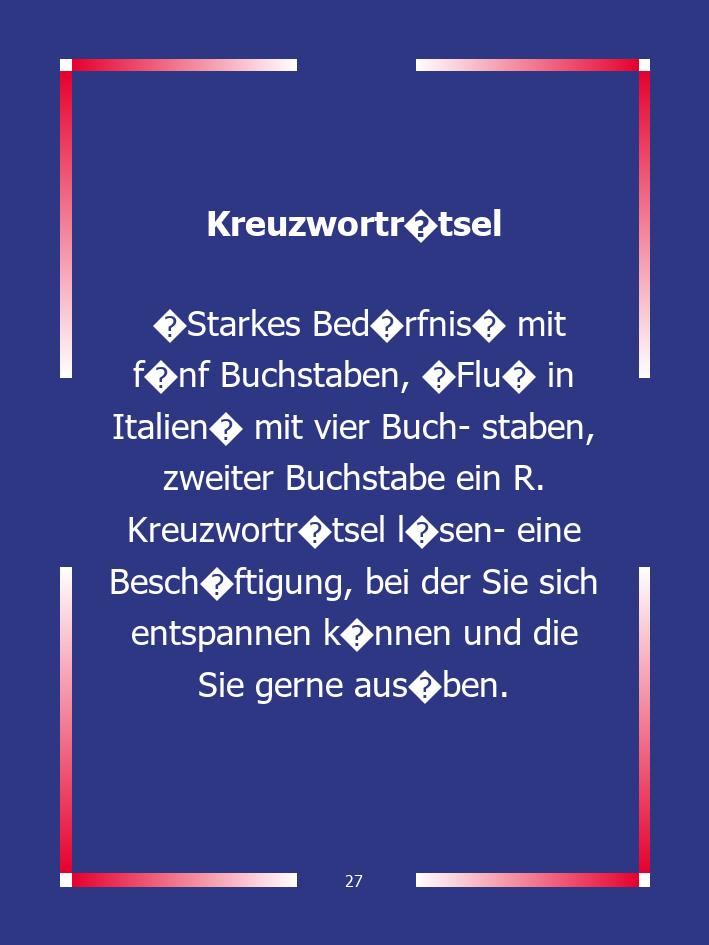 Kreuzwortr�tsel
�Starkes Bed�rfnis� mit
f�nf Buchstaben, �Flu� in
Italien� mit vier Buch- staben,
zweiter Buchstabe ein R.
Kreuzwortr�tsel l�sen- eine
Besch�ftigung, bei der Sie sich
entspannen k�nnen und die
Sie gerne aus�ben.
27